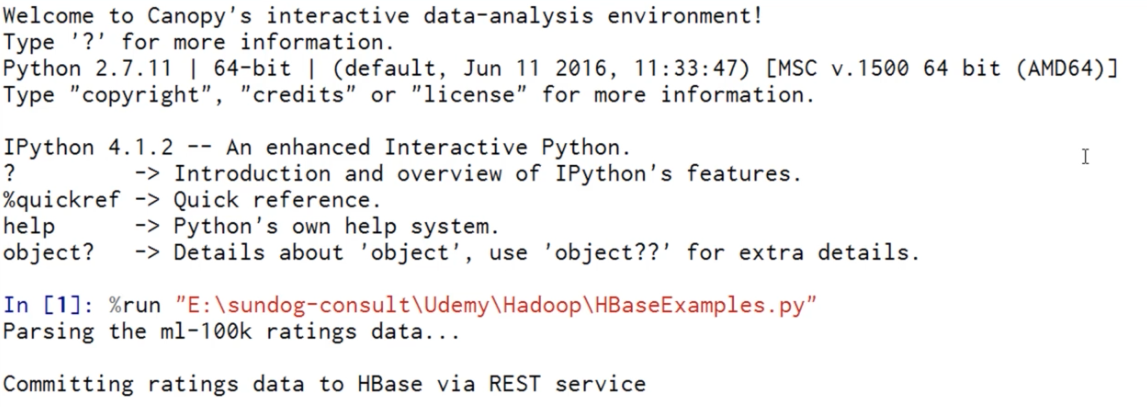 Welcome to Canopy's interactive data-analysis environment!
Type '?' for more information.
Python 2.7.11 | 64-bit | (default, Jun 11 2016, 11:33:47) [MSC v.1500 64 bit (AMD64)]
Type "copyright", "credits" or "license" for more information.

IPython 4.1.2 -- An enhanced Interactive Python.
?         -> Introduction and overview of IPython's features.
%quickref -> Quick reference.
help      -> Python's own help system.
object?   -> Details about 'object', use 'object??' for extra details.

In [1]: %run "E:\sundog-consult\Udemy\Hadoop\HBaseExamples.py"
Parsing the ml-100k ratings data...

Committing ratings data to HBase via REST service